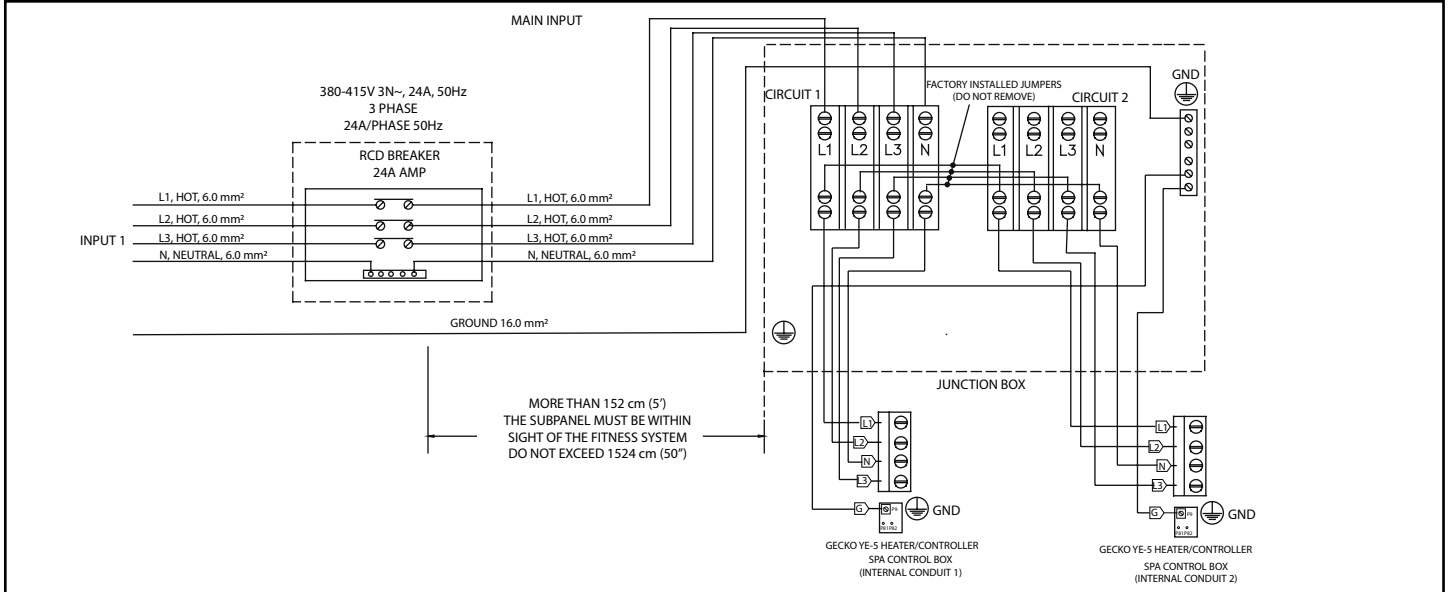 MAIN INPUT
380-415V 3N~, 24A, 50Hz
3 PHASE
24A/PHASE 50Hz
RCD BREAKER
24A AMP
INPUT 1
L1, HOT, 6.0 mm²
L2, HOT, 6.0 mm²
L3, HOT, 6.0 mm²
N, NEUTRAL, 6.0 mm²
L1, HOT, 6.0 mm²
L2, HOT, 6.0 mm²
L3, HOT, 6.0 mm²
N, NEUTRAL, 6.0 mm²
GROUND 16.0 mm²
MORE THAN 152 cm (5')
THE SUBPANEL MUST BE WITHIN
SIGHT OF THE FITNESS SYSTEM
DO NOT EXCEED 1524 cm (50")
CIRCUIT 1
L1 L2 L3 N
FACTORY INSTALLED JUMPERS
(DO NOT REMOVE)
CIRCUIT 2
L1 L2 L3 N
GND
JUNCTION BOX
L1
L2
N
L3
G
P9
P81 P82
GND
GECKO YE-5 HEATER/CONTROLLER
SPA CONTROL BOX
(INTERNAL CONDUIT 1)
L1
L2
N
L3
G
P9
P81 P82
GND
GECKO YE-5 HEATER/CONTROLLER
SPA CONTROL BOX
(INTERNAL CONDUIT 2)